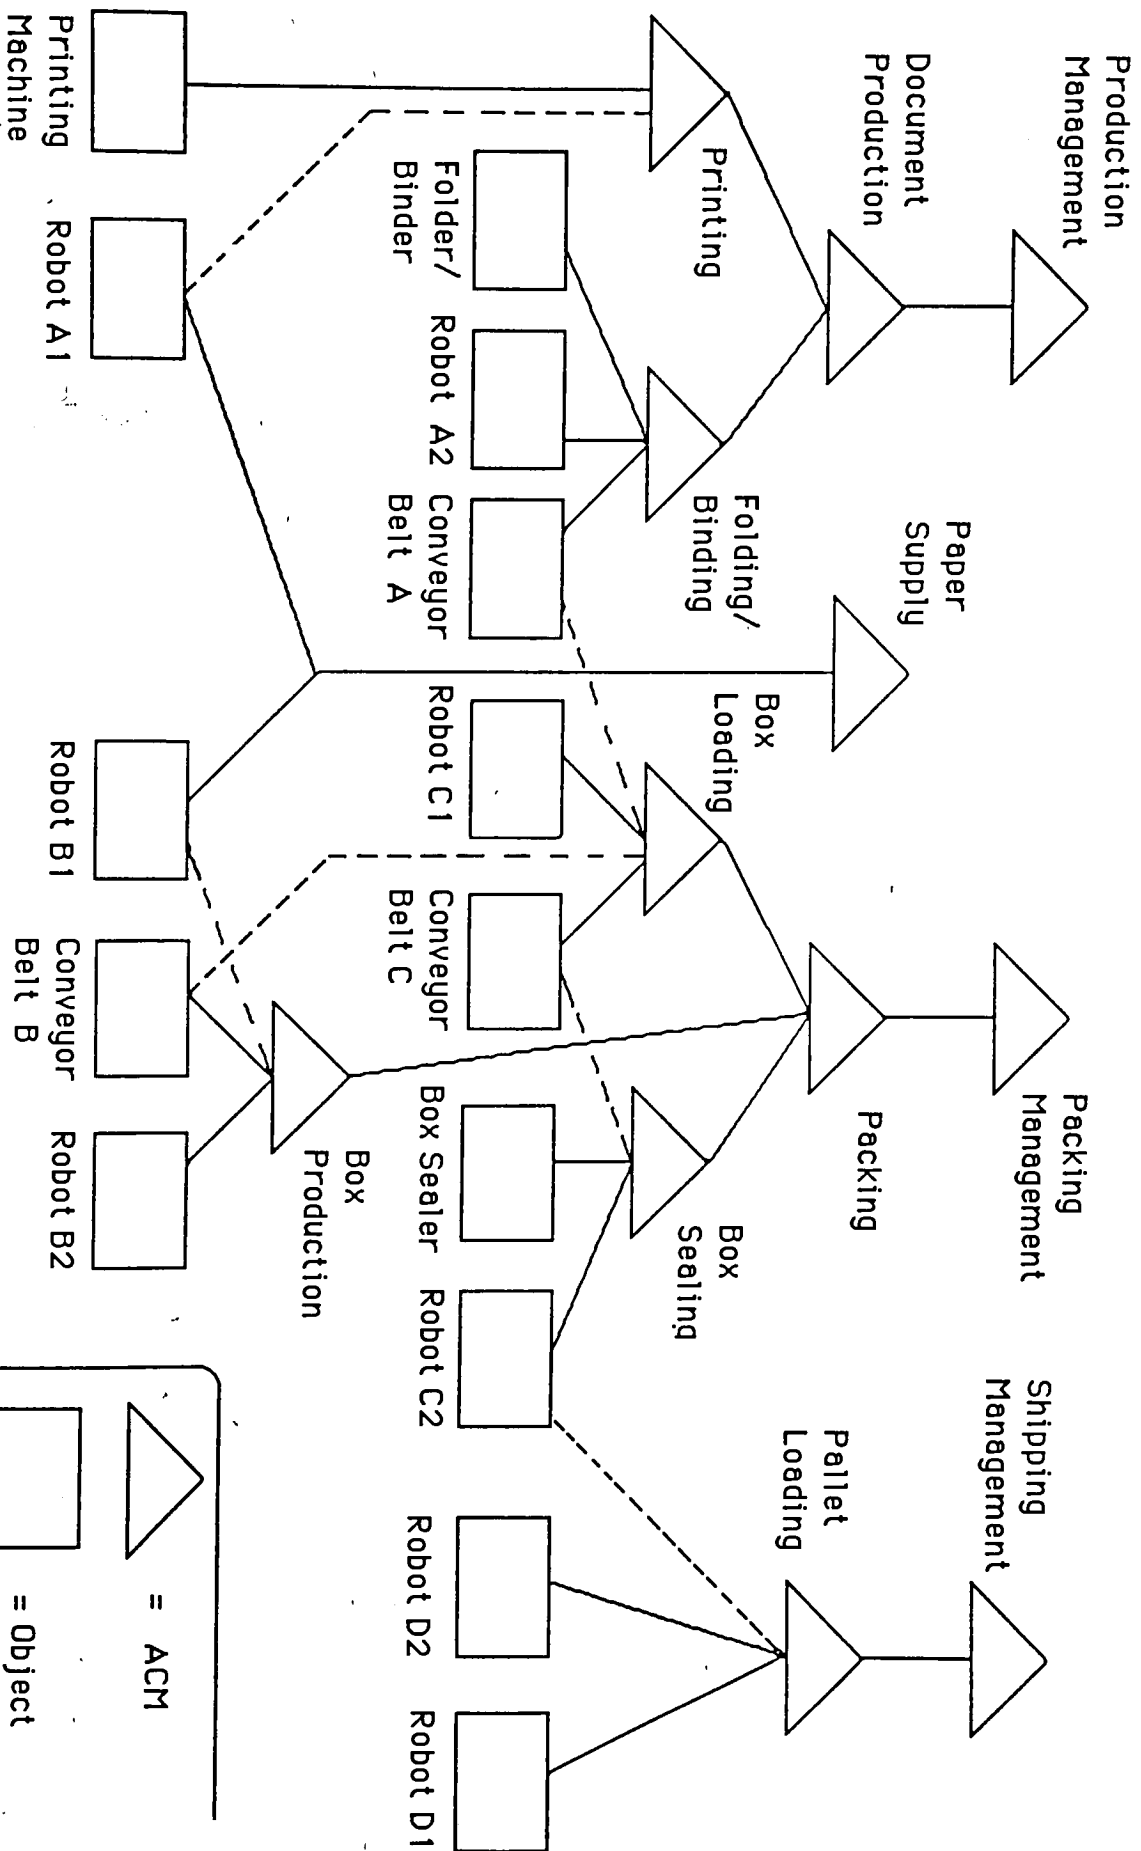 Production
Management
Document
Production
Paper
Supply
Packing
Management
Shipping
Management
Printing
Folding/
Binding
Box
Loading
Packing
Box
Sealing
Pallet
Loading
Folder/
Binder
Robot A2
Conveyor
Belt A
Robot C1
Conveyor
Belt C
Box Sealer
Robot C2
Robot D2
Robot D1
Box
Production
Printing
Machine
Robot A1
Robot B1
Conveyor
Belt B
Robot B2
= ACM
= Object